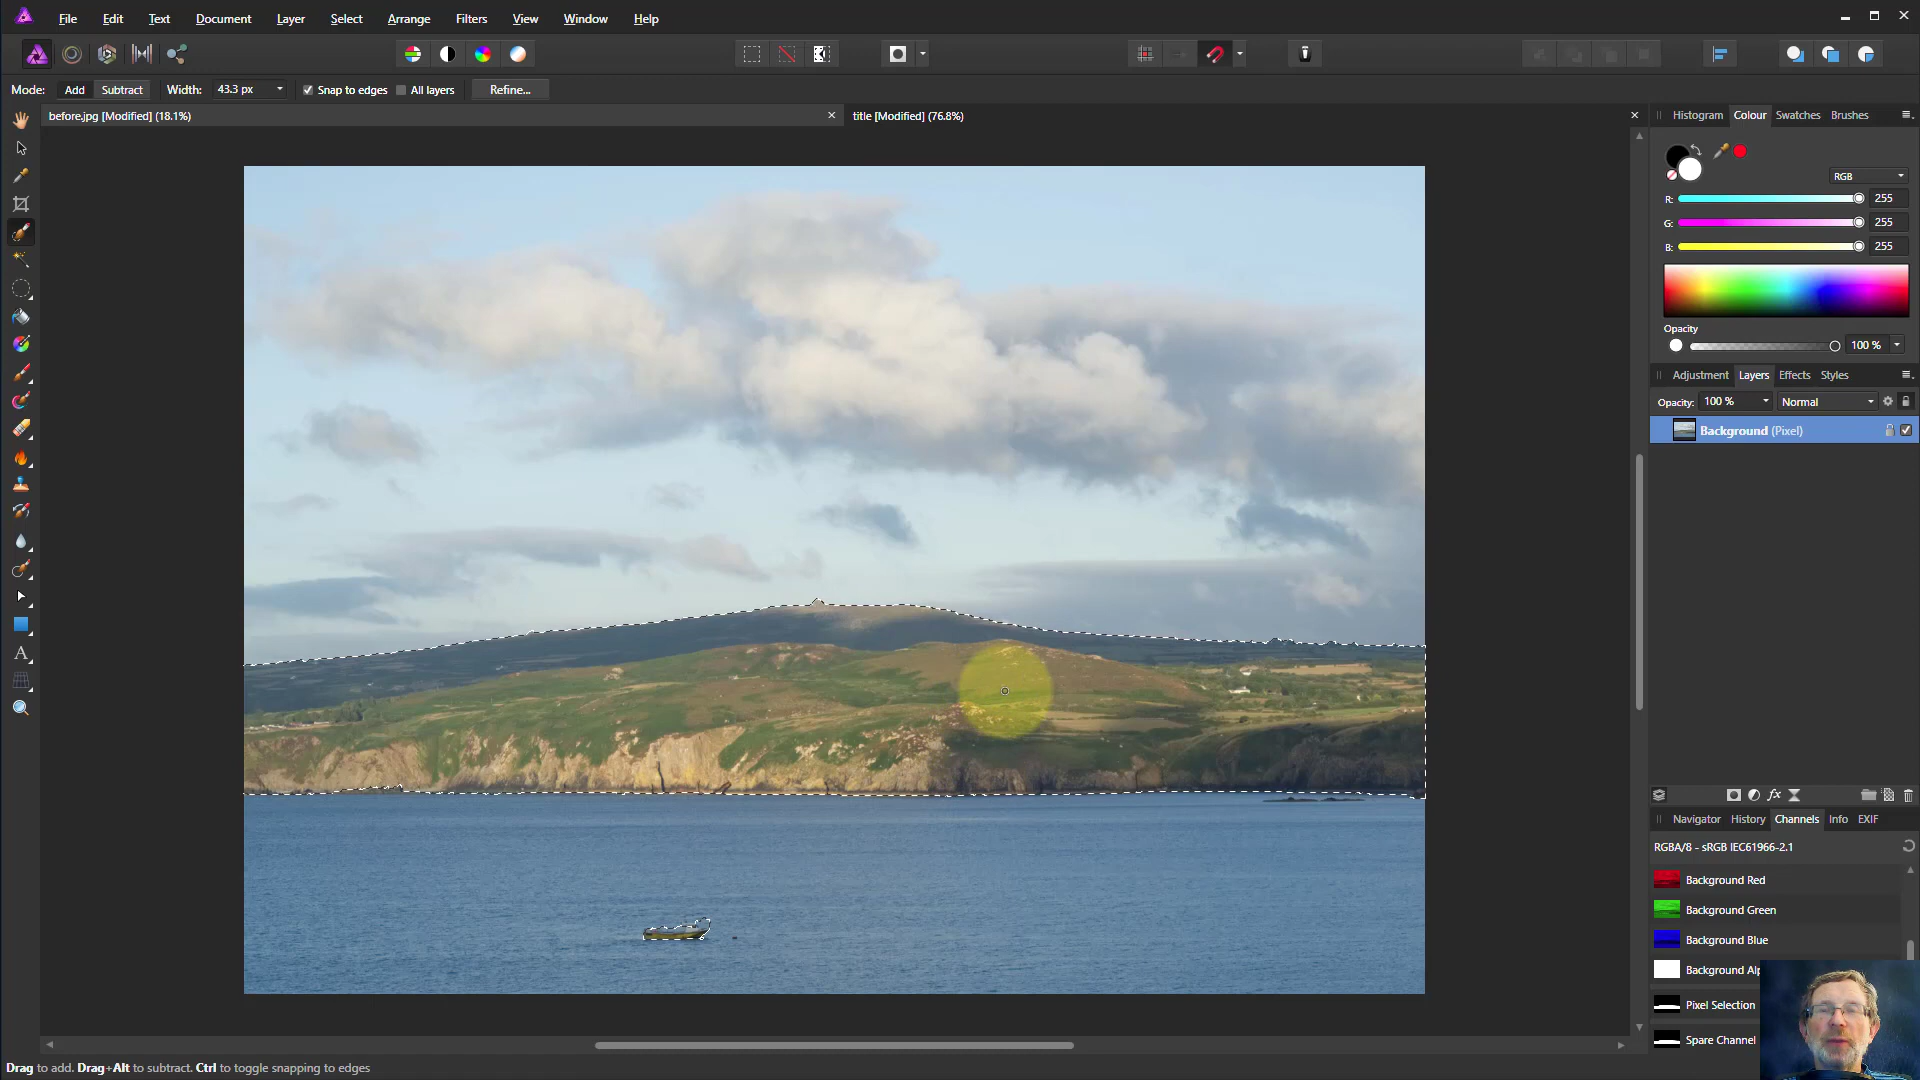 File Edit Text Document Layer Select Arrange Filters View Window Help
Mode: Add Subtract Width: 43.3 px Snap to edges All layers Refine...
before.jpg [Modified] (18.1%) title [Modified] (76.8%)
Histogram Colour Swatches Brushes
RGB
R: 255
G: 255
B: 255
Opacity
100 %
Adjustment Layers Effects Styles
Opacity: 100 % Normal
Background (Pixel)
fx
Navigator History Channels Info EXIF
RGBA/8 - sRGB IEC61966-2.1
Background Red
Background Green
Background Blue
Background Alp
Pixel Selection
Spare Channel
Drag to add. Drag+Alt to subtract. Ctrl to toggle snapping to edges